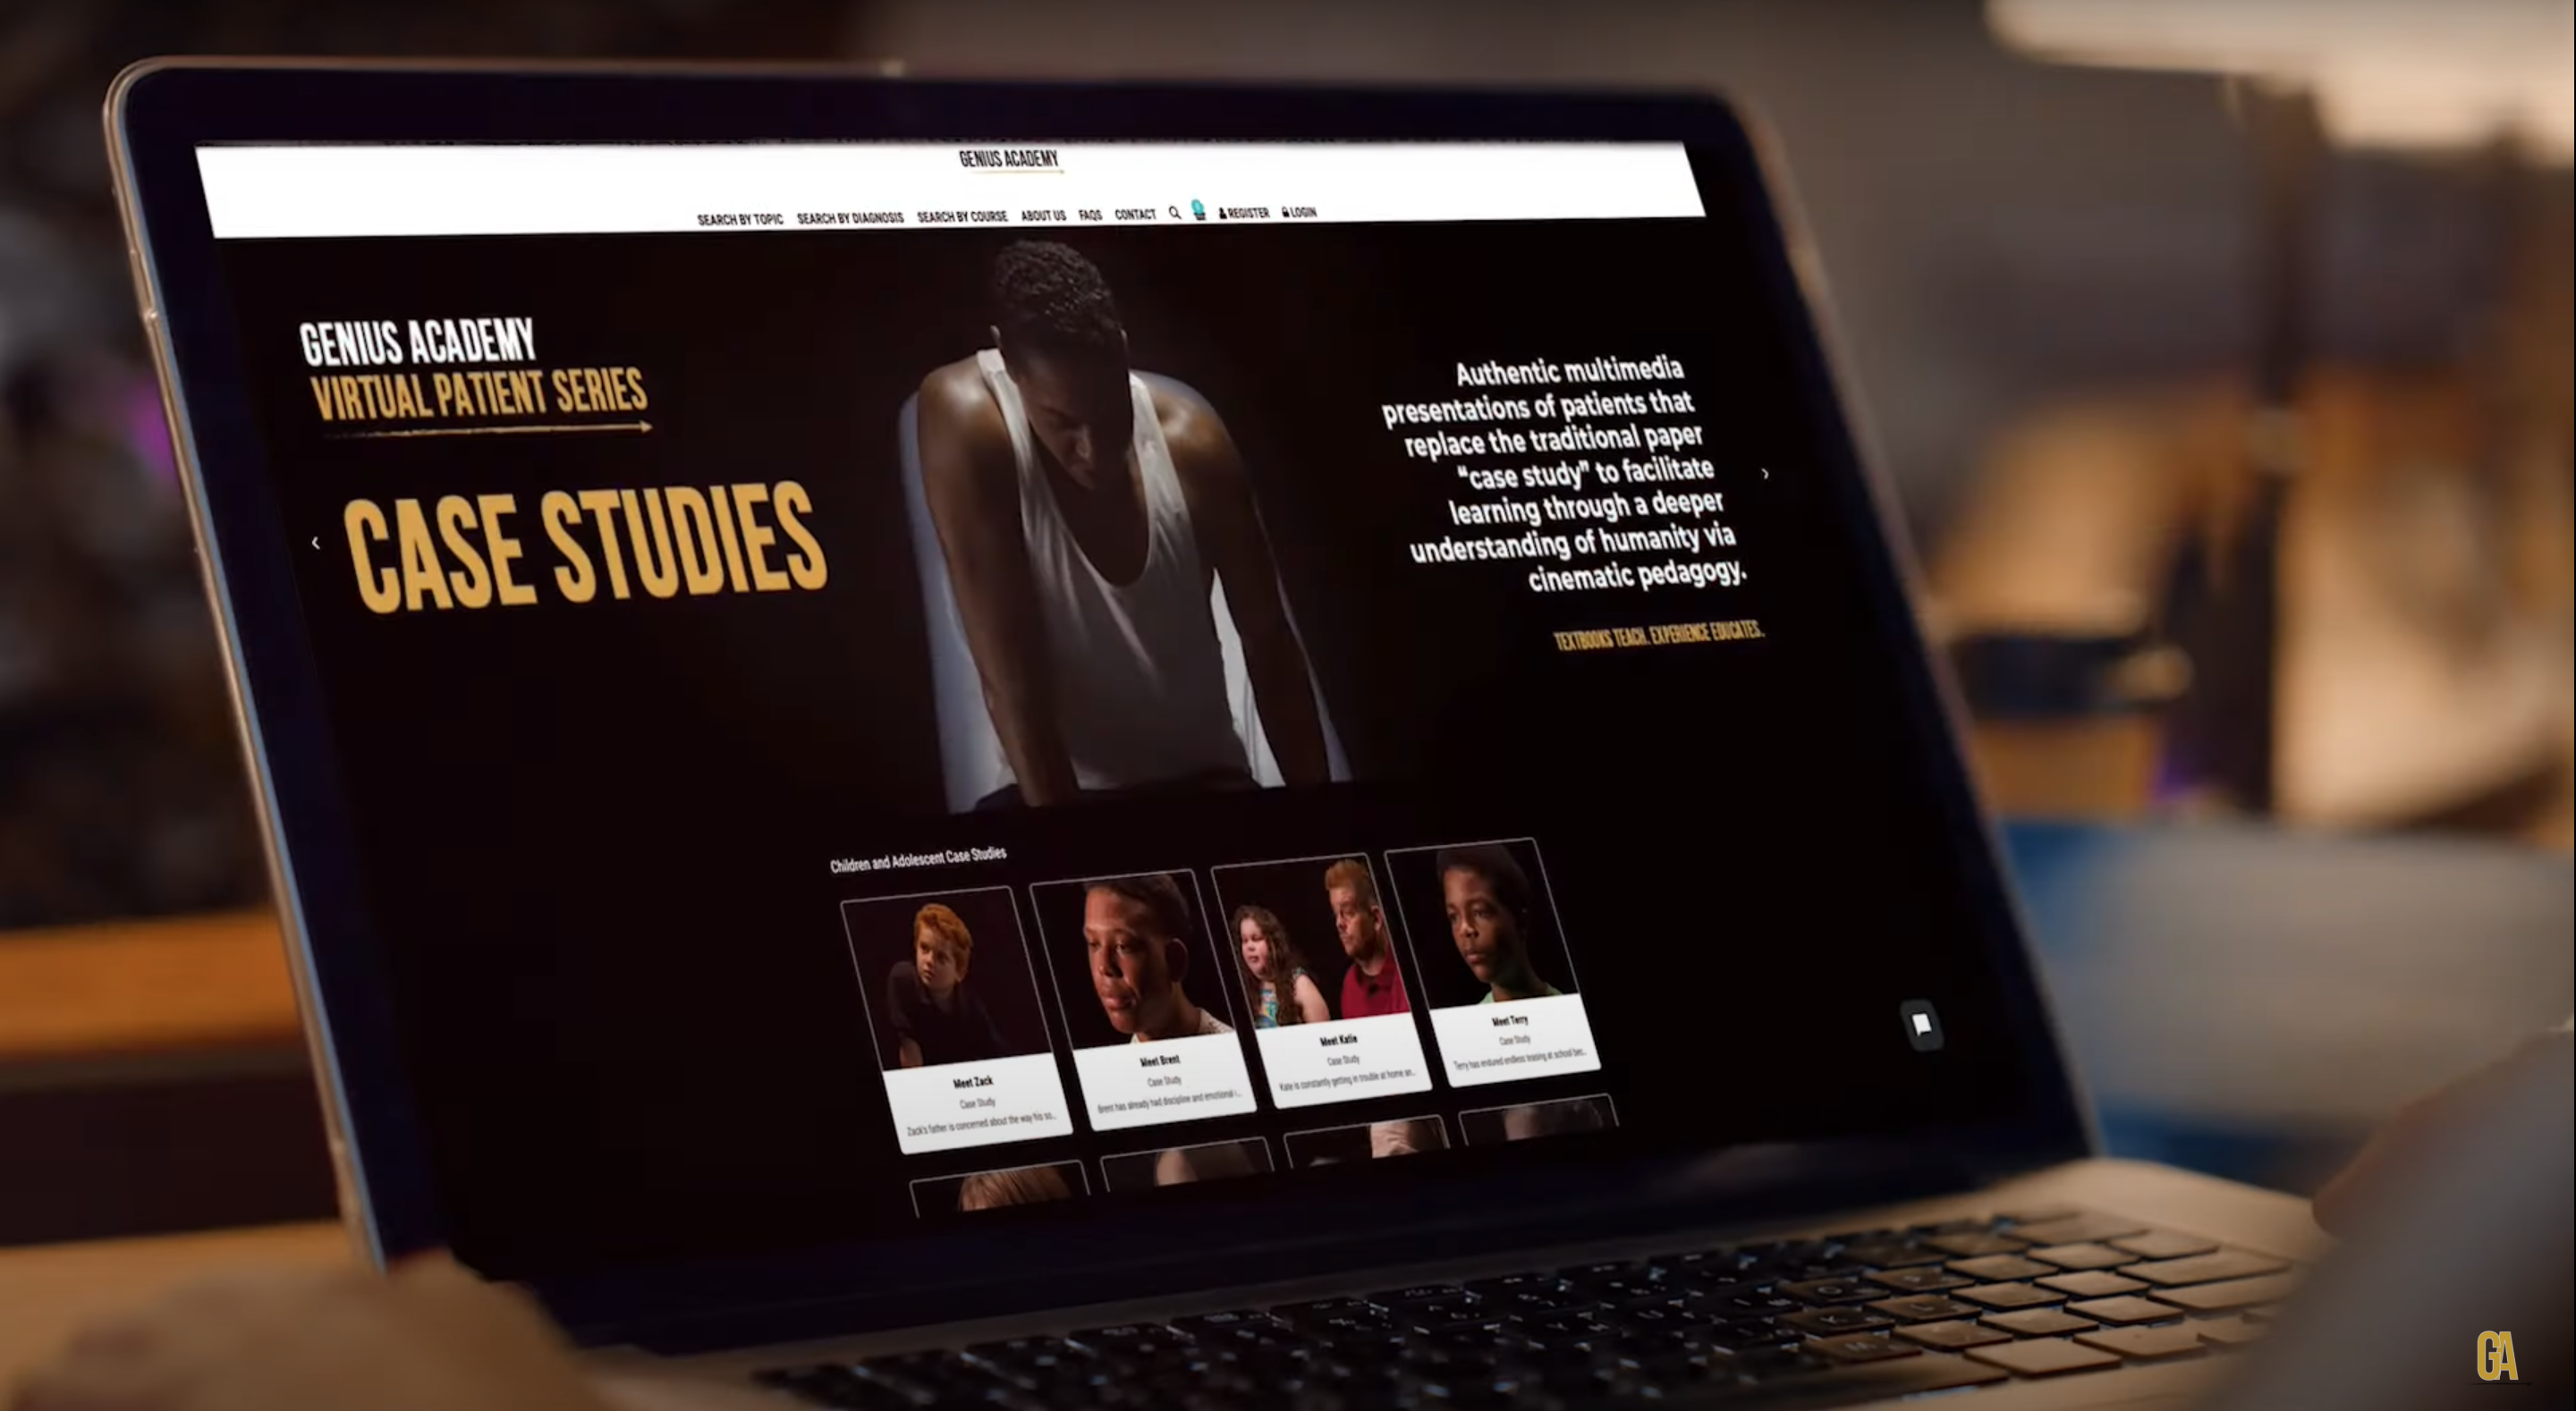 GENIUS ACADEMY
SEARCH BY TOPIC SEARCH BY DIAGNOSIS SEARCH BY COURSE ABOUT US FAQS CONTACT REGISTER LOGIN
GENIUS ACADEMY
VIRTUAL PATIENT SERIES
CASE STUDIES
Authentic multimedia
presentations of patients that
replace the traditional paper
"case study" to facilitate
learning through a deeper
understanding of humanity via
cinematic pedagogy.
TEXTBOOKS TEACH. EXPERIENCE EDUCATES.
Children and Adolescent Case Studies
Meet Zack
Case Study
Zack's father is concerned about the way his so...
Meet Brent
Case Study
Brent has already had discipline and emotional
Meet Katie
Case Study
Kate is constantly getting in trouble at home an...
Meet Terry
Case Study
Terry has endured endless teasing at school bec...
GA